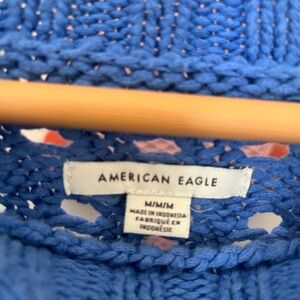 AMERICAN EAGLE
M/M/M
MADE IN INDONESIA
FABRIQUÉ EN
INDONÉSIE